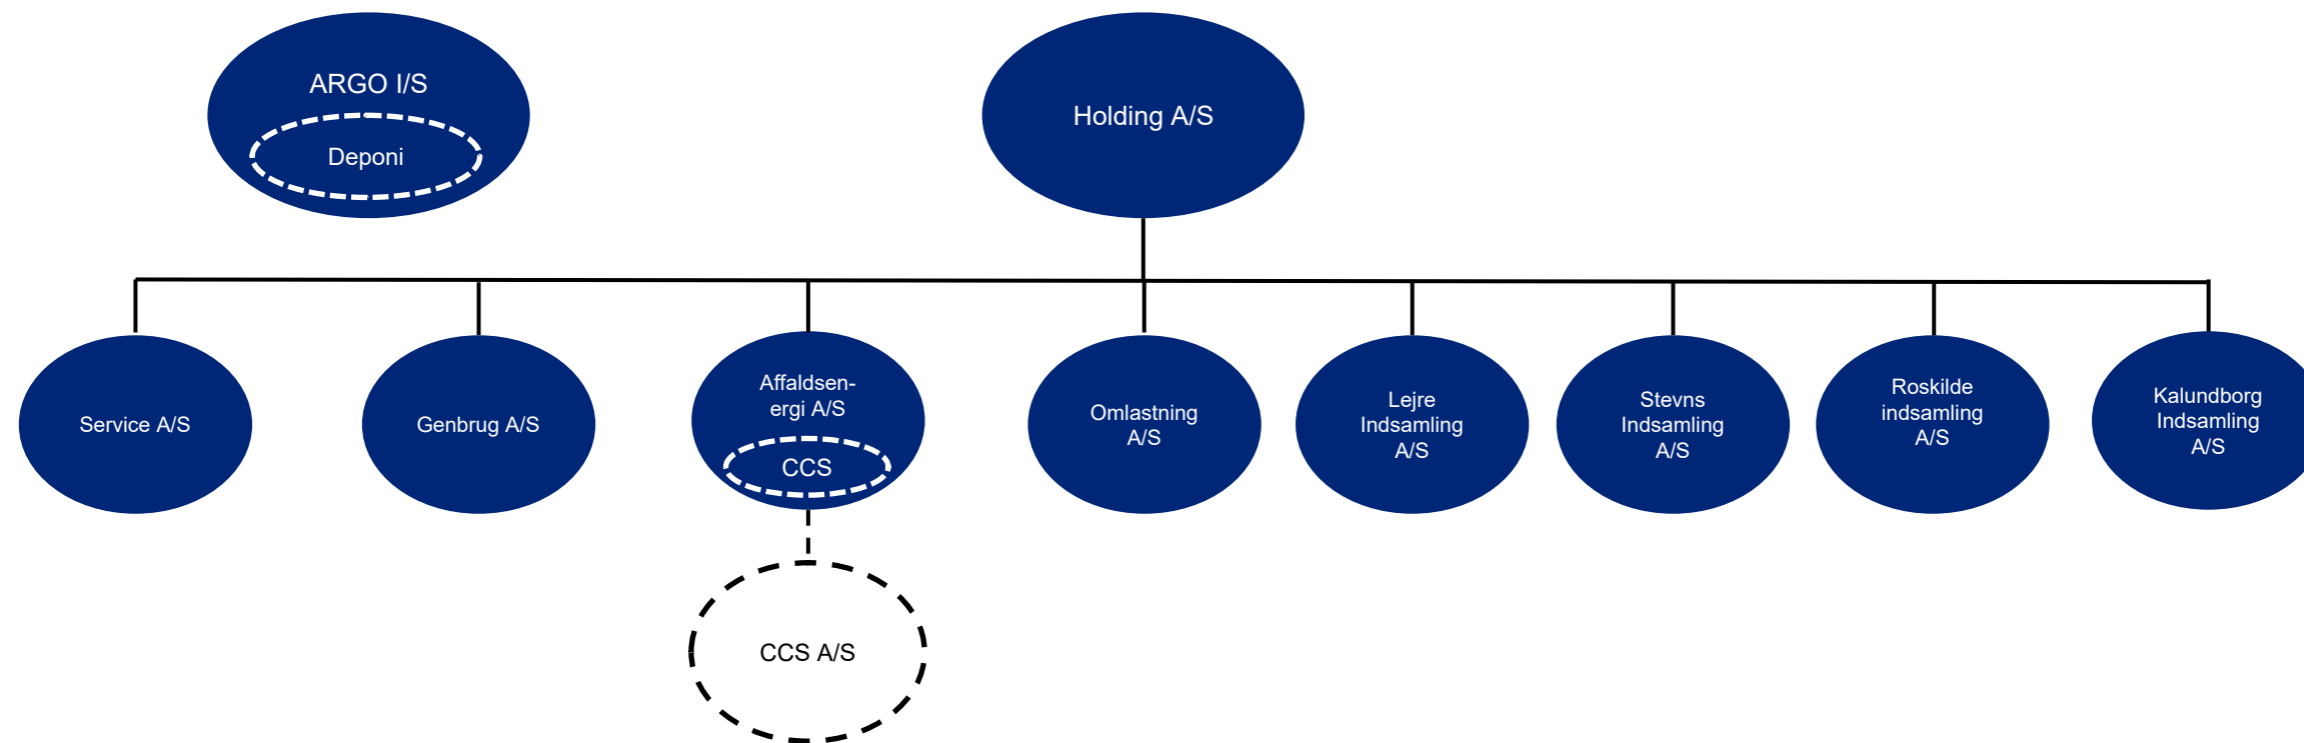 ARGO I/S
Deponi
Holding A/S
Service A/S
Genbrug A/S
Affaldsen-
ergi A/S
CCS
Omlastning
A/S
Lejre
Indsamling
A/S
Stevns
Indsamling
A/S
Roskilde
indsamling
A/S
Kalundborg
Indsamling
A/S
CCS A/S